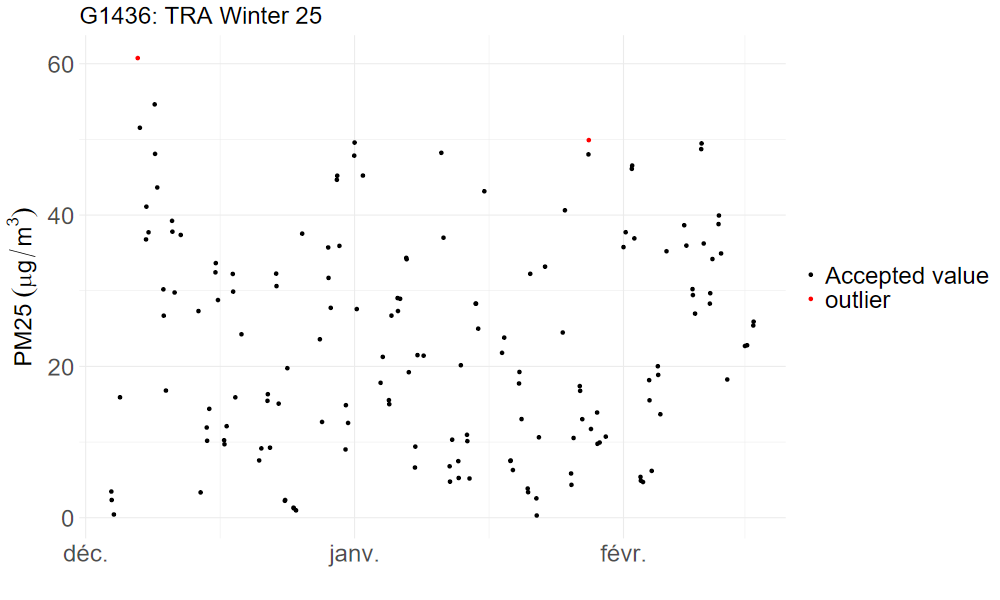 G1436: TRA Winter 25
60
40
20
0
PM25 (μg/m³)
déc.
janv.
févr.
Accepted value
outlier